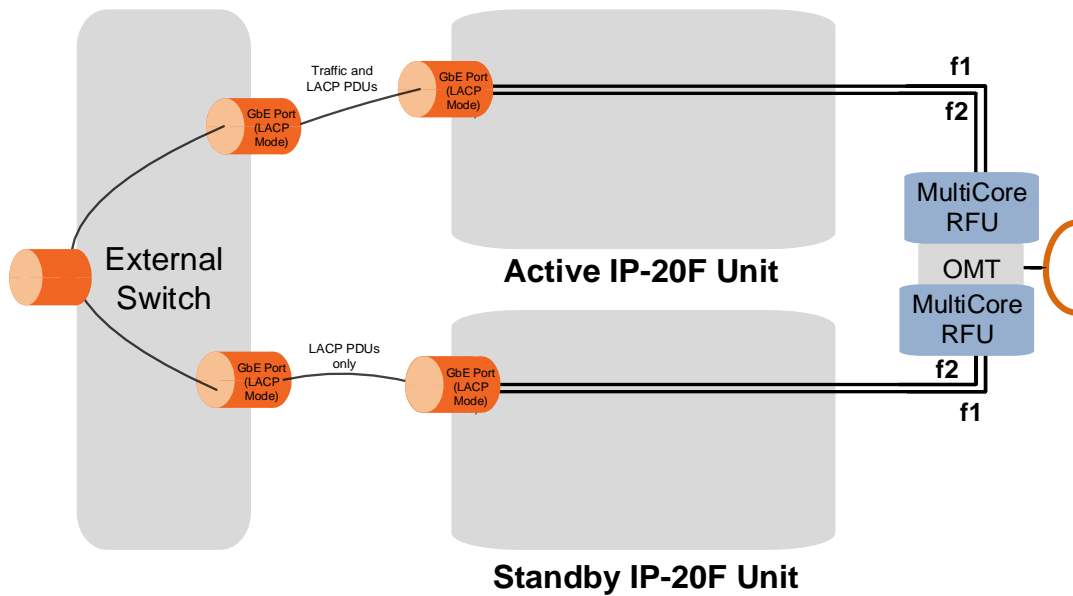 Traffic and
LACP PDUs
GbE Port
(LACP
Mode)
GbE Port
(LACP
Mode)
f1
f2
MultiCore
RFU
External
Switch
Active IP-20F Unit
OMT
MultiCore
RFU
LACP PDUs
only
GbE Port
(LACP
Mode)
GbE Port
(LACP
Mode)
f2
f1
Standby IP-20F Unit